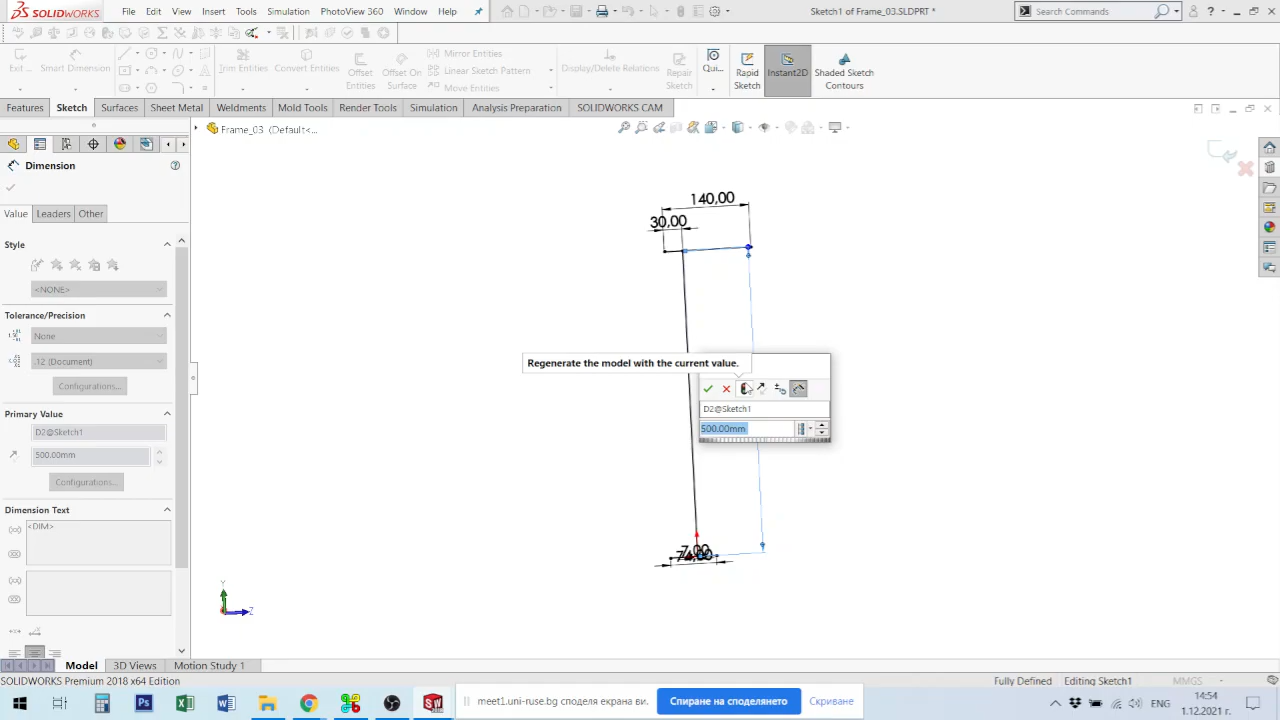 SOLIDWORKS File Edit View Insert Tools Simulation PhotoView 360 Window Help Sketch1 of Frame_03.SLDPRT * Search Commands
Exit ... Smart Dimension Trim Entities Convert Entities Offset Entities Offset On Surface Mirror Entities Linear Sketch Pattern Move Entities Display/Delete Relations Repair Sketch Qui... Rapid Sketch Instant2D Shaded Sketch Contours
Features Sketch Surfaces Sheet Metal Weldments Mold Tools Render Tools Simulation Analysis Preparation SOLIDWORKS CAM
Frame_03 (Default<...
Dimension
Value Leaders Other
Style
<NONE>
Tolerance/Precision
None
.12 (Document)
Configurations...
Primary Value
D2@Sketch1
500.00mm
Configurations...
Dimension Text
<DIM>
140,00
30,00
Regenerate the model with the current value.
D2@Sketch1
500.00mm
7,00
Y
Z
Model 3D Views Motion Study 1
SOLIDWORKS Premium 2018 x64 Edition Fully Defined Editing Sketch1 MMGS
meet1.uni-ruse.bg споделя екрана ви. Спиране на споделянето Скриване
ENG 14:54
1.12.2021 г.